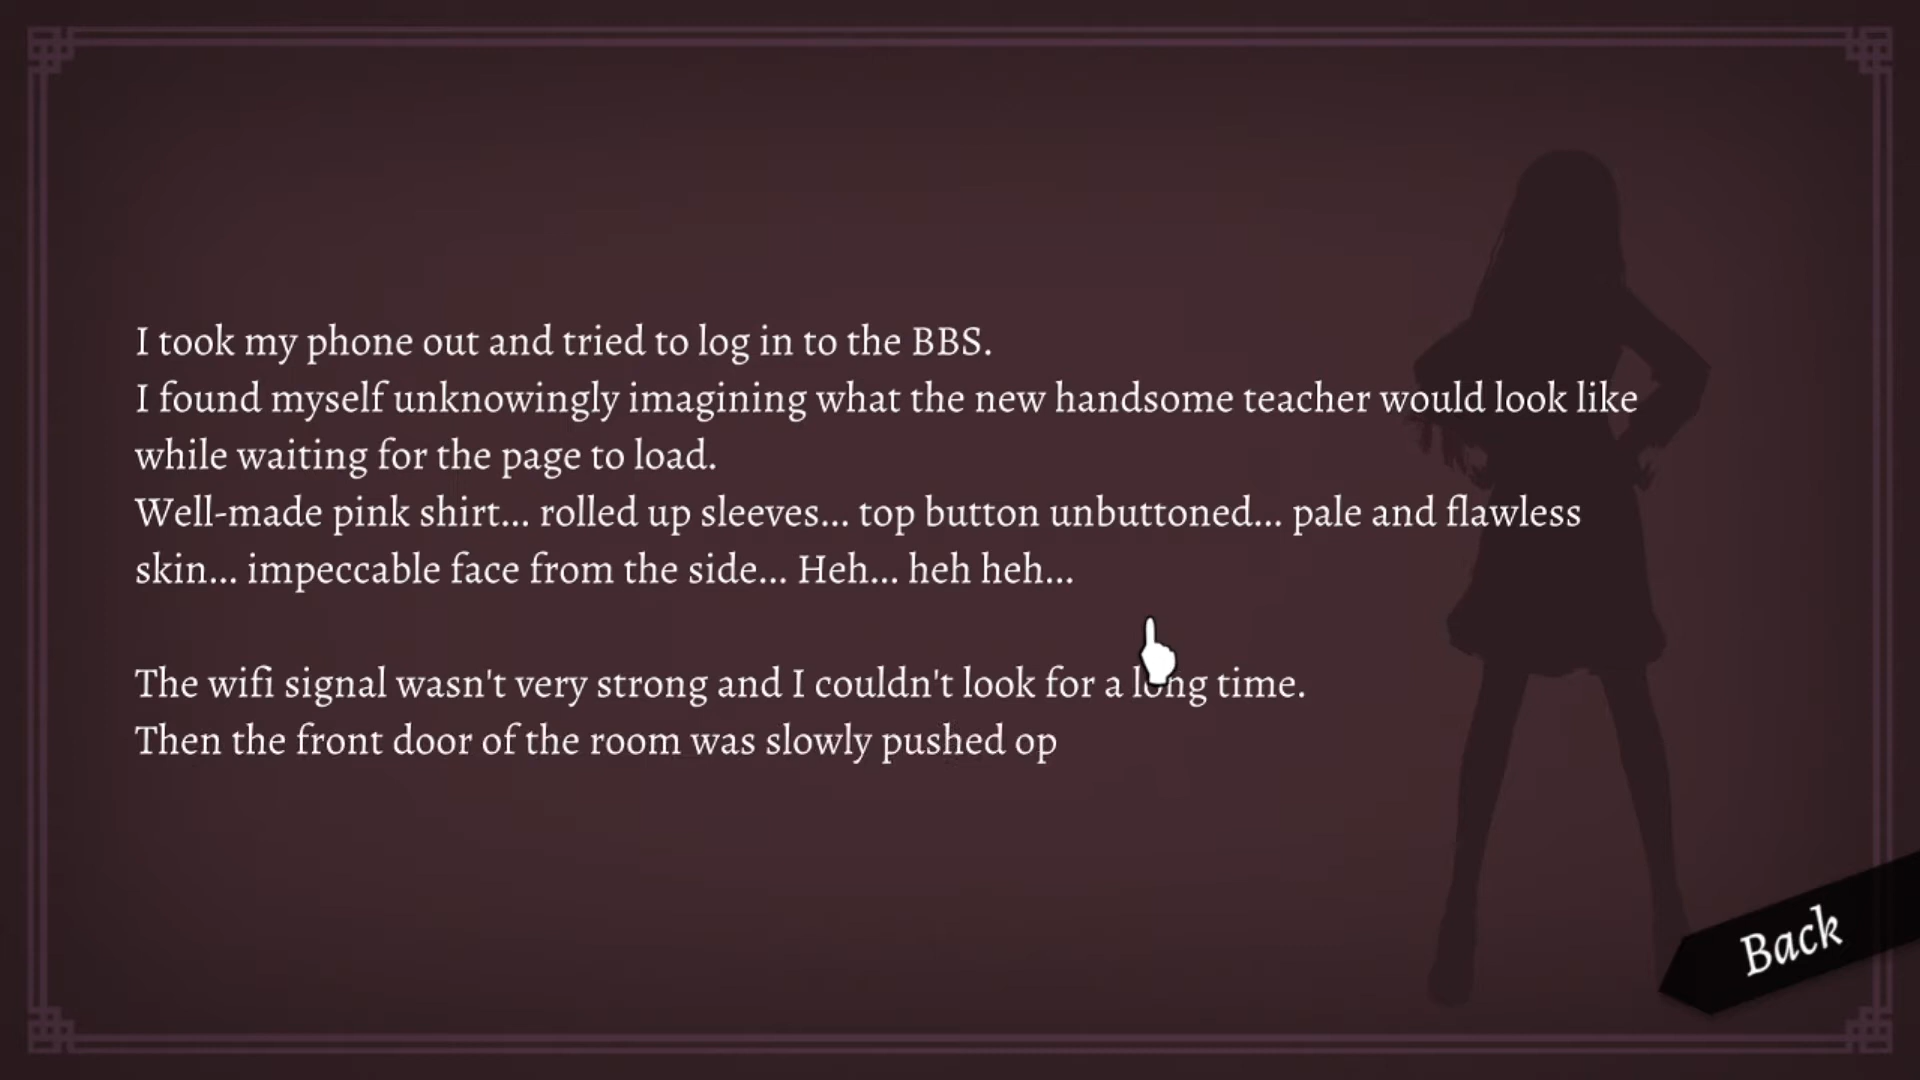 I took my phone out and tried to log in to the BBS.
I found myself unknowingly imagining what the new handsome teacher would look like
while waiting for the page to load.
Well-made pink shirt... rolled up sleeves... top button unbuttoned... pale and flawless
skin... impeccable face from the side... Heh... heh heh...
The wifi signal wasn't very strong and I couldn't look for a long time.
Then the front door of the room was slowly pushed op
Back